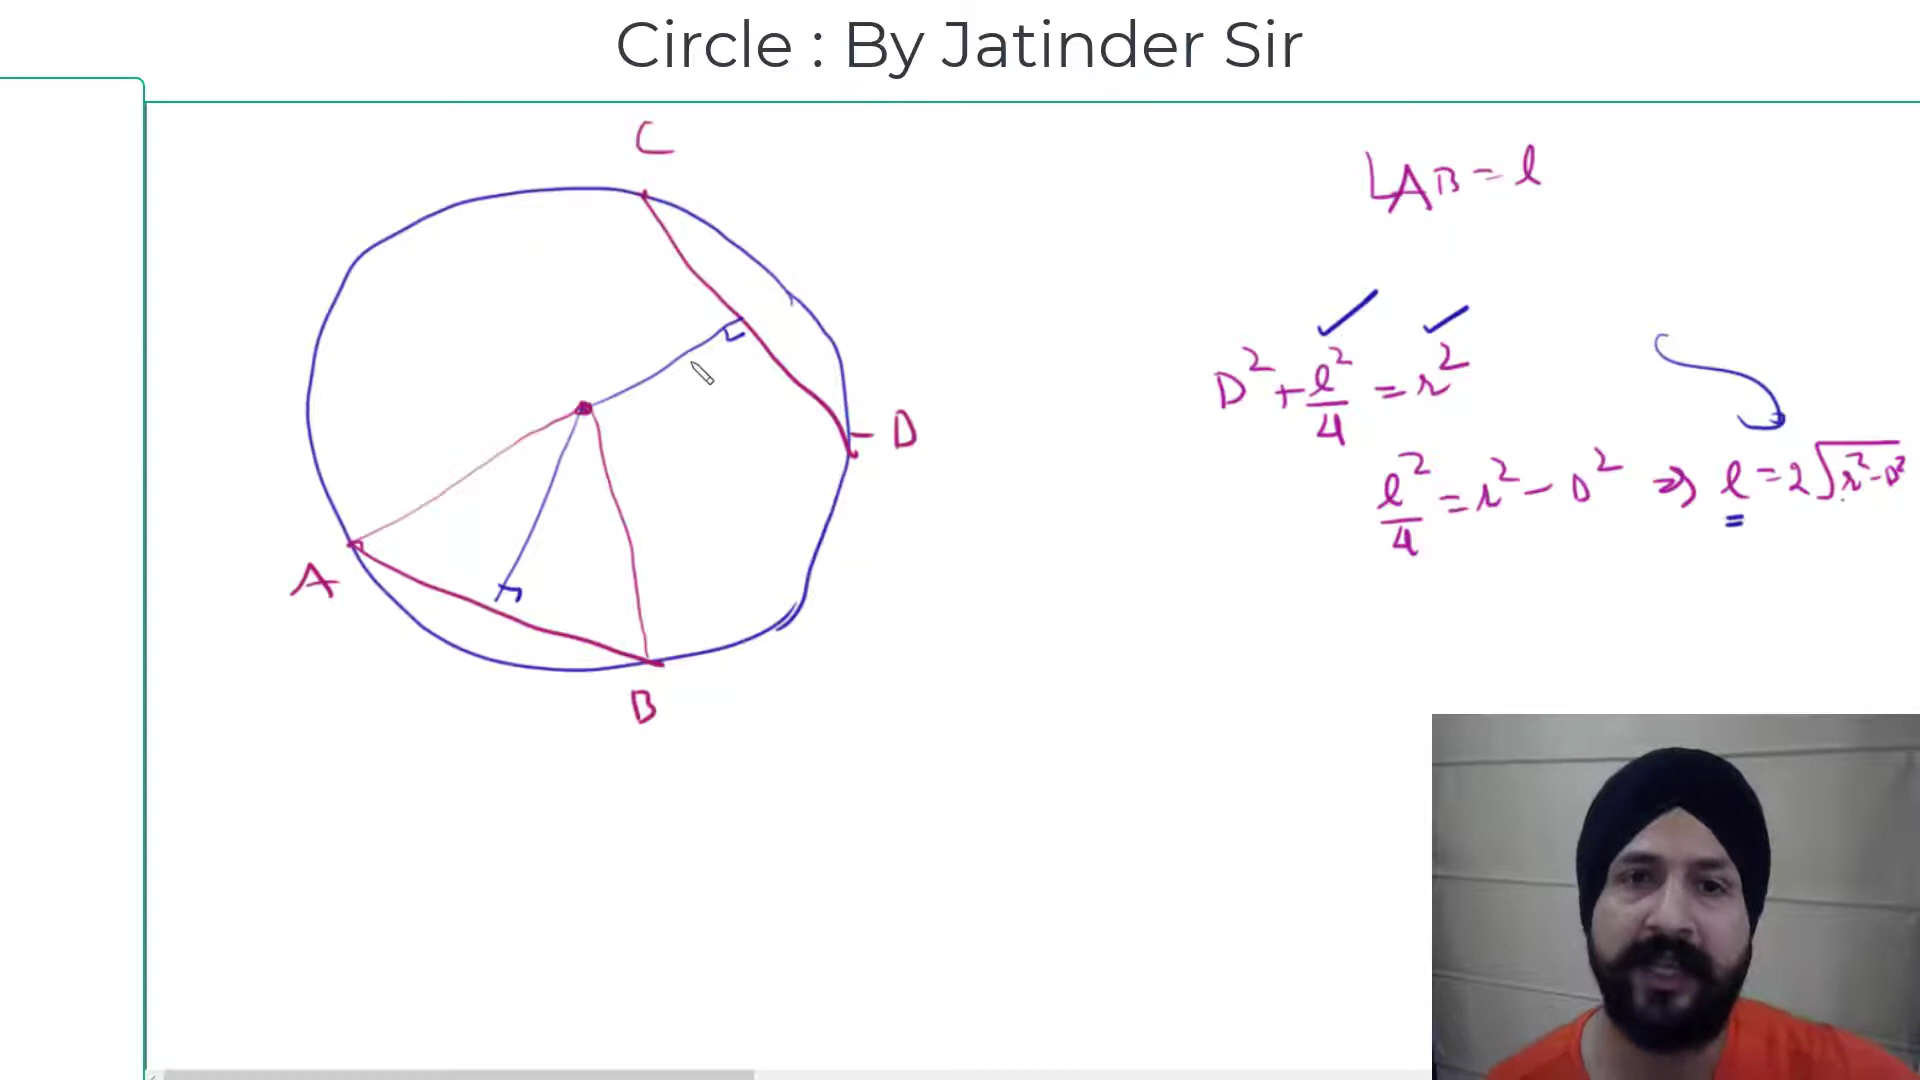 Circle : By Jatinder Sir
C
LAB = l
D² + l²/4 = r²
D
l²/4 = r² - D² ⇒ l = 2√r²-D²
A
B